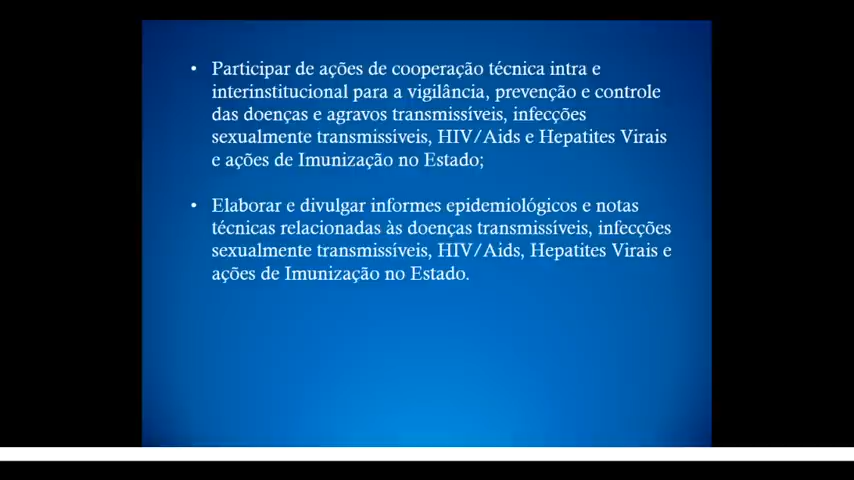 • Participar de ações de cooperação técnica intra e
interinstitucional para a vigilância, prevenção e controle
das doenças e agravos transmissíveis, infecções
sexualmente transmissíveis, HIV/Aids e Hepatites Virais
e ações de Imunização no Estado;
• Elaborar e divulgar informes epidemiológicos e notas
técnicas relacionadas às doenças transmissíveis, infecções
sexualmente transmissíveis, HIV/Aids, Hepatites Virais e
ações de Imunização no Estado.